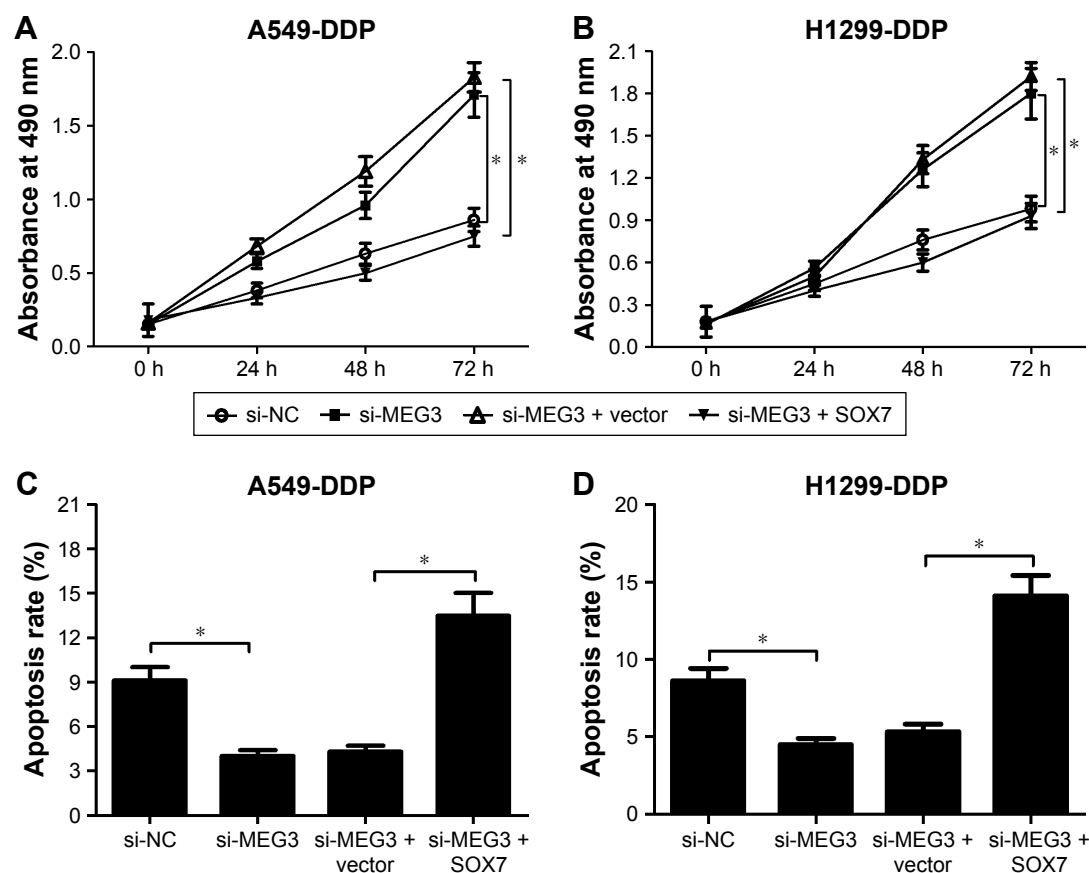 A
A549-DDP
B
H1299-DDP
Absorbance at 490 nm
2.0
1.5
1.0
0.5
0.0
0 h
24 h
48 h
72 h
*
*
Absorbance at 490 nm
2.1
1.8
1.5
1.2
0.9
0.6
0.3
0.0
0 h
24 h
48 h
72 h
*
*
si-NC si-MEG3 si-MEG3 + vector si-MEG3 + SOX7
C
A549-DDP
D
H1299-DDP
Apoptosis rate (%)
21
18
15
12
9
6
3
0
*
*
si-NC
si-MEG3
si-MEG3 +
vector
si-MEG3 +
SOX7
Apoptosis rate (%)
20
15
10
5
0
*
*
si-NC
si-MEG3
si-MEG3 +
vector
si-MEG3 +
SOX7